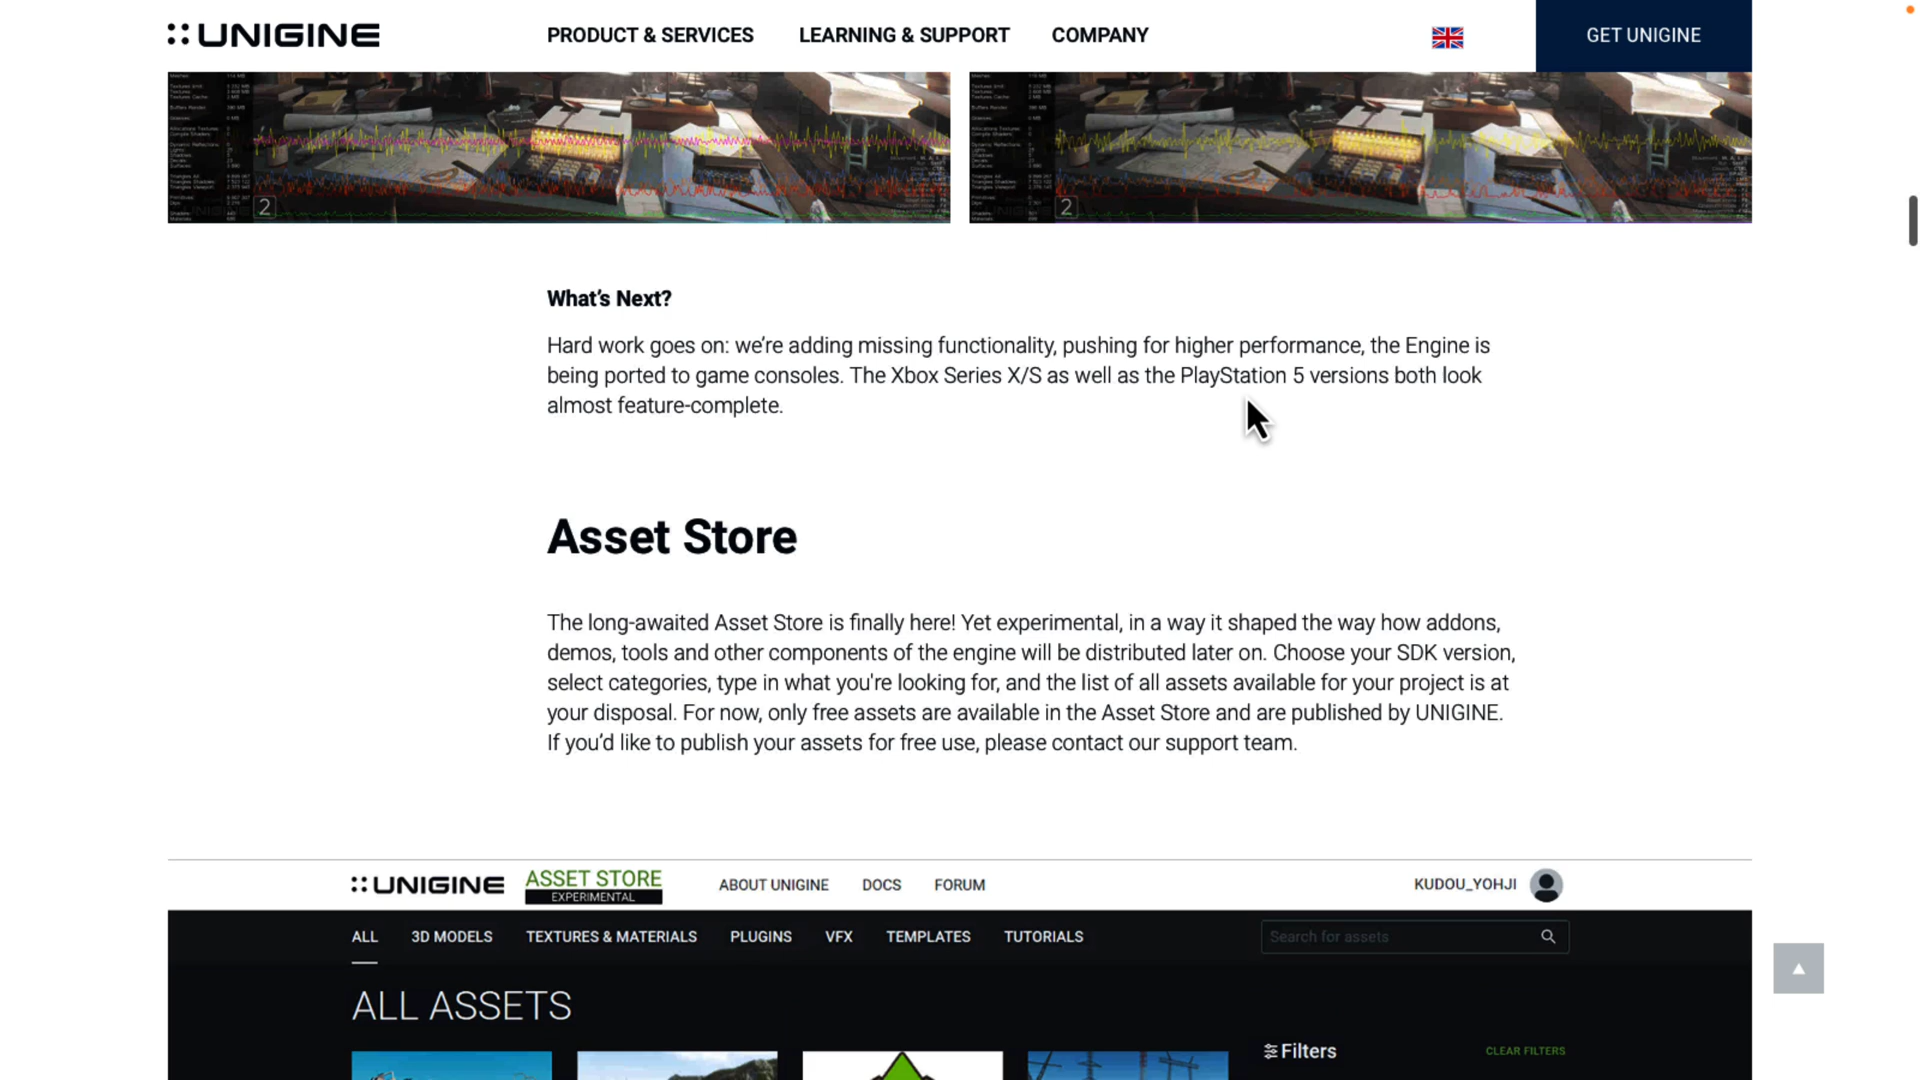 UNIGINE
PRODUCT & SERVICES
LEARNING & SUPPORT
COMPANY
GET UNIGINE
2
2
What's Next?
Hard work goes on: we're adding missing functionality, pushing for higher performance, the Engine is
being ported to game consoles. The Xbox Series X/S as well as the PlayStation 5 versions both look
almost feature-complete.
Asset Store
The long-awaited Asset Store is finally here! Yet experimental, in a way it shaped the way how addons,
demos, tools and other components of the engine will be distributed later on. Choose your SDK version,
select categories, type in what you're looking for, and the list of all assets available for your project is at
your disposal. For now, only free assets are available in the Asset Store and are published by UNIGINE.
If you'd like to publish your assets for free use, please contact our support team.
UNIGINE
ASSET STORE
EXPERIMENTAL
ABOUT UNIGINE
DOCS
FORUM
KUDOU_YOHJI
ALL
3D MODELS
TEXTURES & MATERIALS
PLUGINS
VFX
TEMPLATES
TUTORIALS
Search for assets
ALL ASSETS
Filters
CLEAR FILTERS